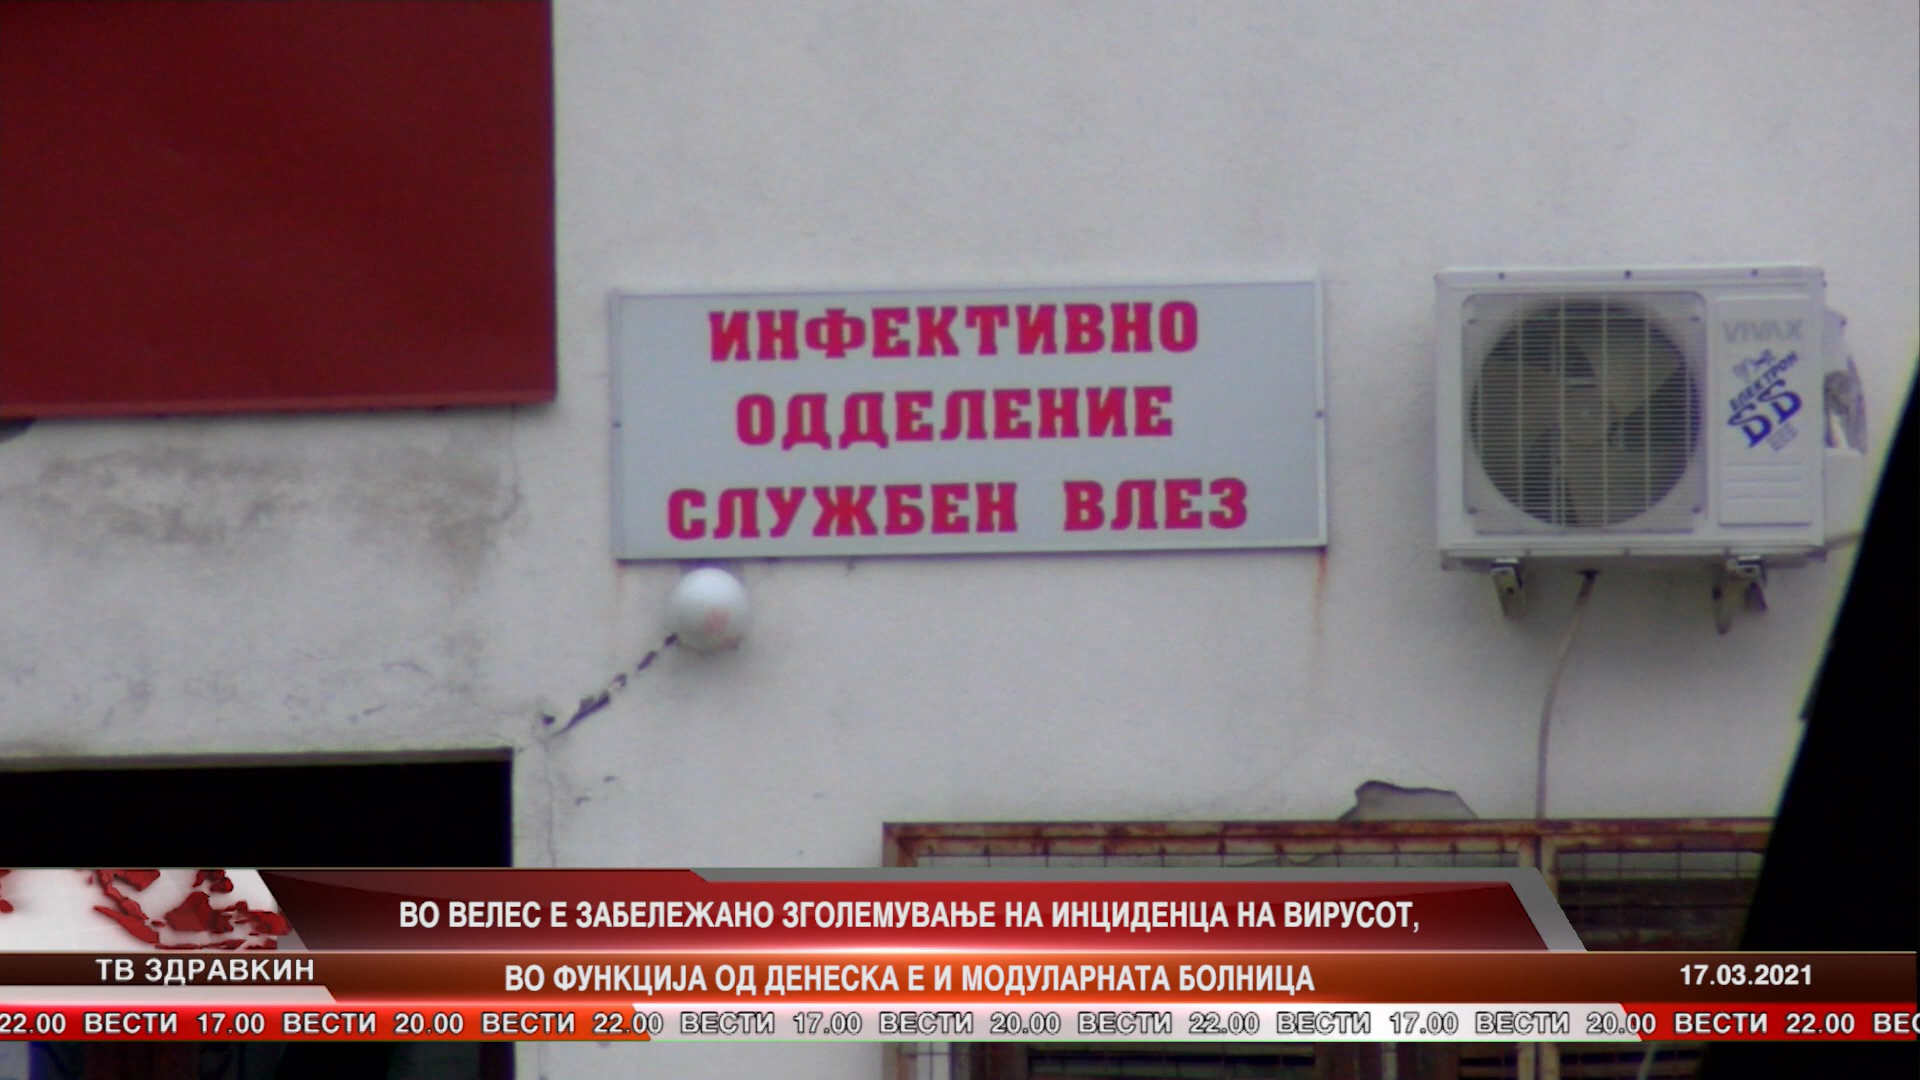 ИНФЕКТИВНО
ОДДЕЛЕНИЕ
СЛУЖБЕН ВЛЕЗ
VIVAX
ЕЛЕКТРОН
ВО ВЕЛЕС Е ЗАБЕЛЕЖАНО ЗГОЛЕМУВАЊЕ НА ИНЦИДЕНЦА НА ВИРУСОТ,
ТВ ЗДРАВКИН
ВО ФУНКЦИЈА ОД ДЕНЕСКА Е И МОДУЛАРНАТА БОЛНИЦА
17.03.2021
22.00 ВЕСТИ 17.00 ВЕСТИ 20.00 ВЕСТИ 22.00 ВЕСТИ 17.00 ВЕСТИ 20.00 ВЕСТИ 22.00 ВЕСТИ 17.00 ВЕСТИ 20.00 ВЕСТИ 22.00 ВЕС